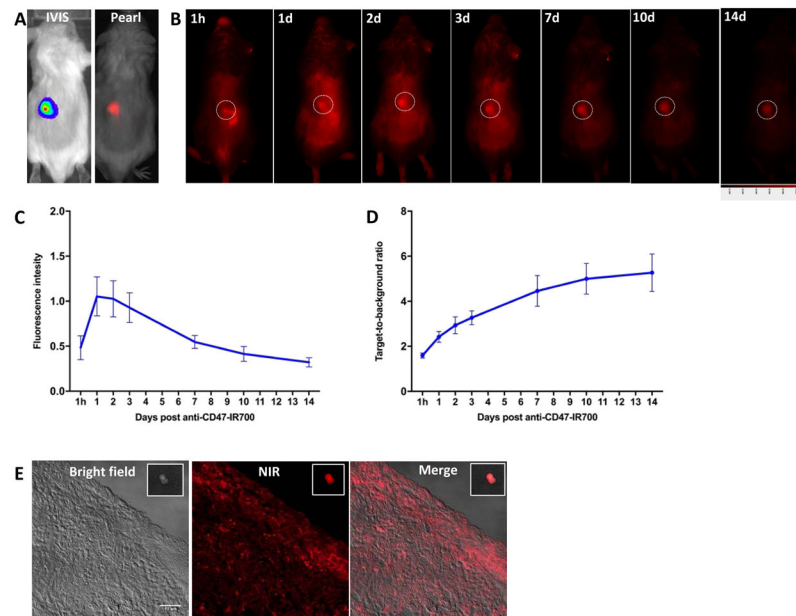 A
IVIS
Pearl
B
1h
1d
2d
3d
7d
10d
14d
C
Fluorescence intesity
2.0
1.5
1.0
0.5
0.0
1h 1 2 3 4 5 6 7 8 9 10 11 12 13 14
Days post anti-CD47-IR700
D
Target-to-background ratio
8
6
4
2
0
1h 1 2 3 4 5 6 7 8 9 10 11 12 13 14
Days post anti-CD47-IR700
E
Bright field
NIR
Merge